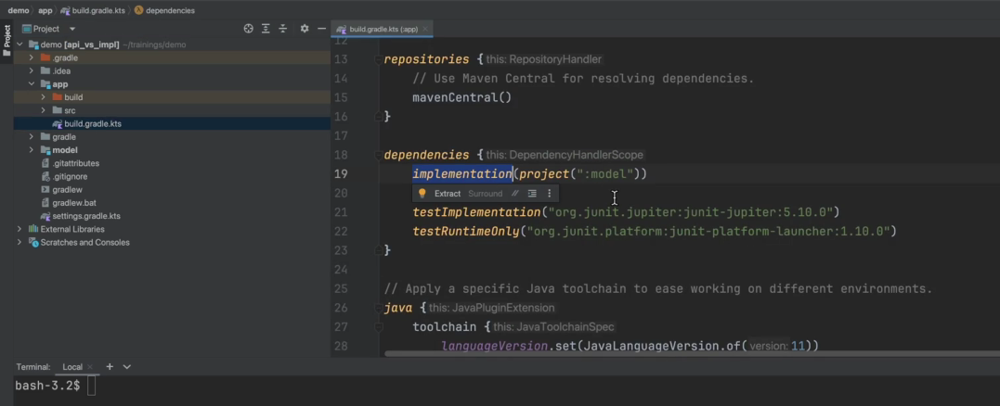 demo app build.gradle.kts dependencies
Project
Project
build.gradle.kts (:app)
demo [api_vs_impl] ~/trainings/demo
.gradle
.idea
app
build
src
build.gradle.kts
gradle
model
.gitattributes
.gitignore
gradlew
gradlew.bat
settings.gradle.kts
External Libraries
Scratches and Consoles
12
13 repositories { this: RepositoryHandler
14 // Use Maven Central for resolving dependencies.
15 mavenCentral()
16 }
17
18 dependencies { this: DependencyHandlerScope
19 implementation(project(":model"))
20 Extract Surround //
21 testImplementation("org.junit.jupiter:junit-jupiter:5.10.0")
22 testRuntimeOnly("org.junit.platform:junit-platform-launcher:1.10.0")
23 }
24
25 // Apply a specific Java toolchain to ease working on different environments.
26 java { this: JavaPluginExtension
27 toolchain { this: JavaToolchainSpec
28 languageVersion.set(JavaLanguageVersion.of( version: 11))
Terminal: Local
bash-3.2$